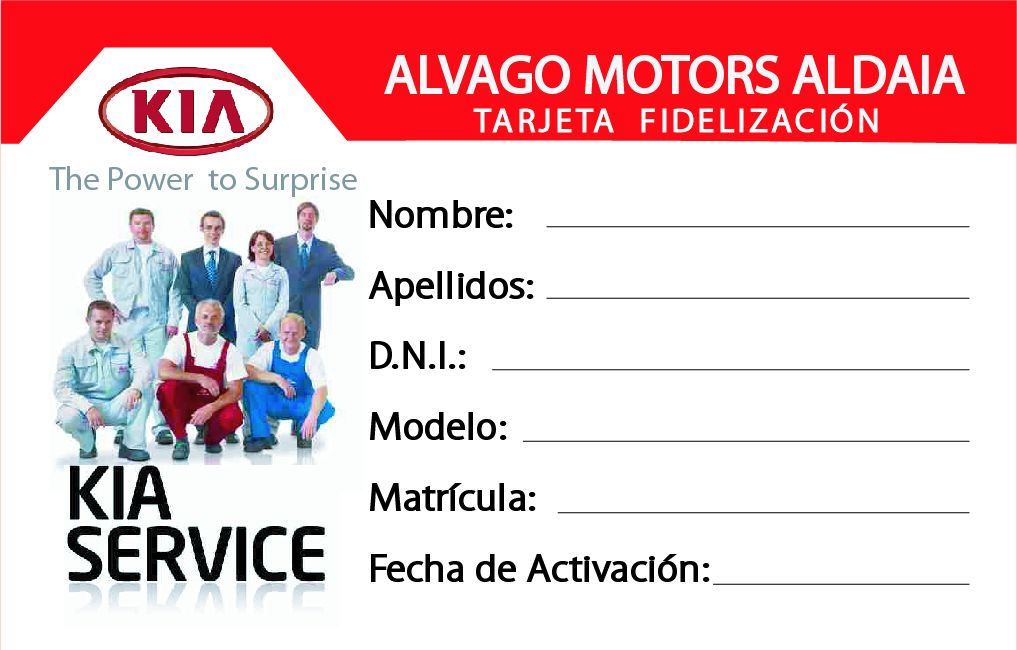 ALVAGO MOTORS ALDAIA
TARJETA FIDELIZACIÓN
KIA
The Power to Surprise
Nombre:
Apellidos:
D.N.I.:
Modelo:
Matrícula:
Fecha de Activación:
KIA
SERVICE